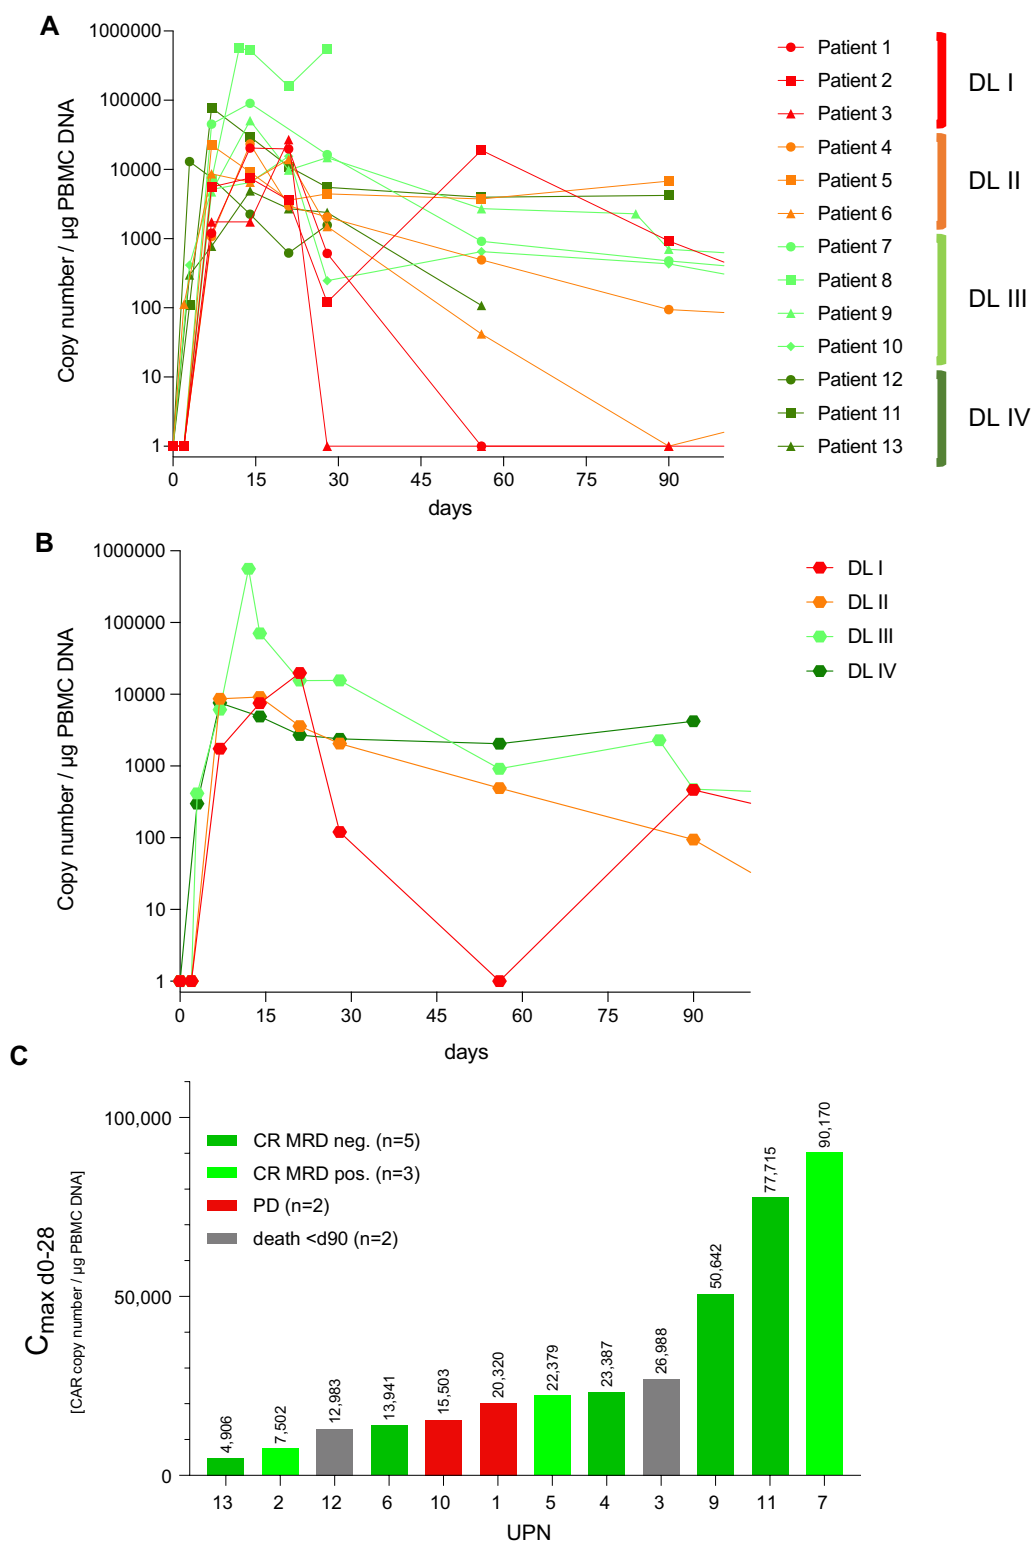 A
1000000
100000
10000
1000
100
10
1
Copy number / µg PBMC DNA
0 15 30 45 60 75 90
days
Patient 1
Patient 2
Patient 3
Patient 4
Patient 5
Patient 6
Patient 7
Patient 8
Patient 9
Patient 10
Patient 12
Patient 11
Patient 13
DL I
DL II
DL III
DL IV
B
1000000
100000
10000
1000
100
10
1
Copy number / µg PBMC DNA
0 15 30 45 60 75 90
days
DL I
DL II
DL III
DL IV
C
Cmax d0-28
[CAR copy number / µg PBMC DNA]
100,000
50,000
0
CR MRD neg. (n=5)
CR MRD pos. (n=3)
PD (n=2)
death <d90 (n=2)
4,906
7,502
12,983
13,941
15,503
20,320
22,379
23,387
26,988
50,642
77,715
90,170
13 2 12 6 10 1 5 4 3 9 11 7
UPN